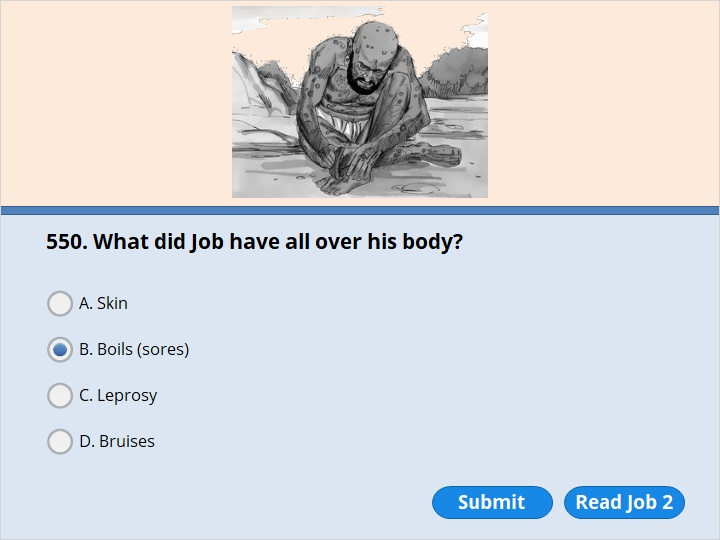 550. What did Job have all over his body?
A. Skin
B. Boils (sores)
C. Leprosy
D. Bruises
Submit
Read Job 2